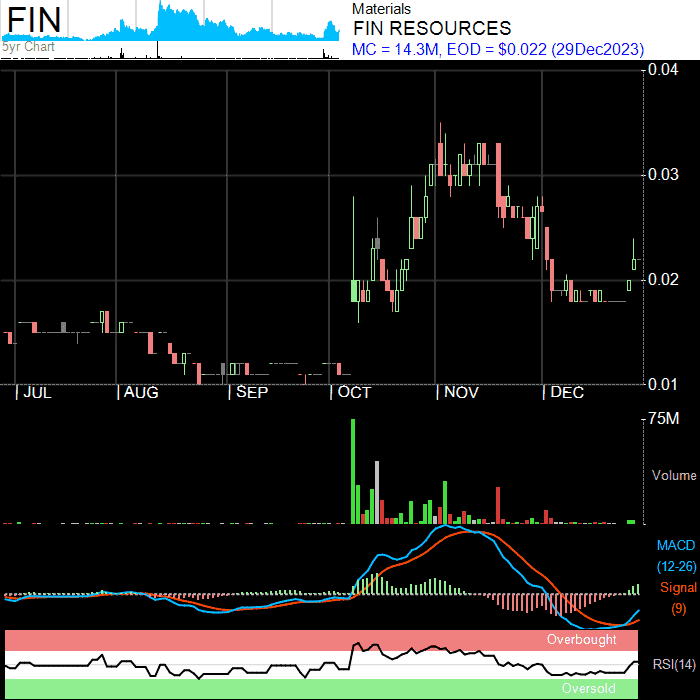 FIN
5yr Chart
Materials
FIN RESOURCES
MC = 14.3M, EOD = $0.022 (29Dec2023)
0.04
0.03
0.02
0.01
JUL AUG SEP OCT NOV DEC
75M
Volume
MACD
(12-26)
Signal
(9)
Overbought
RSI(14)
Oversold